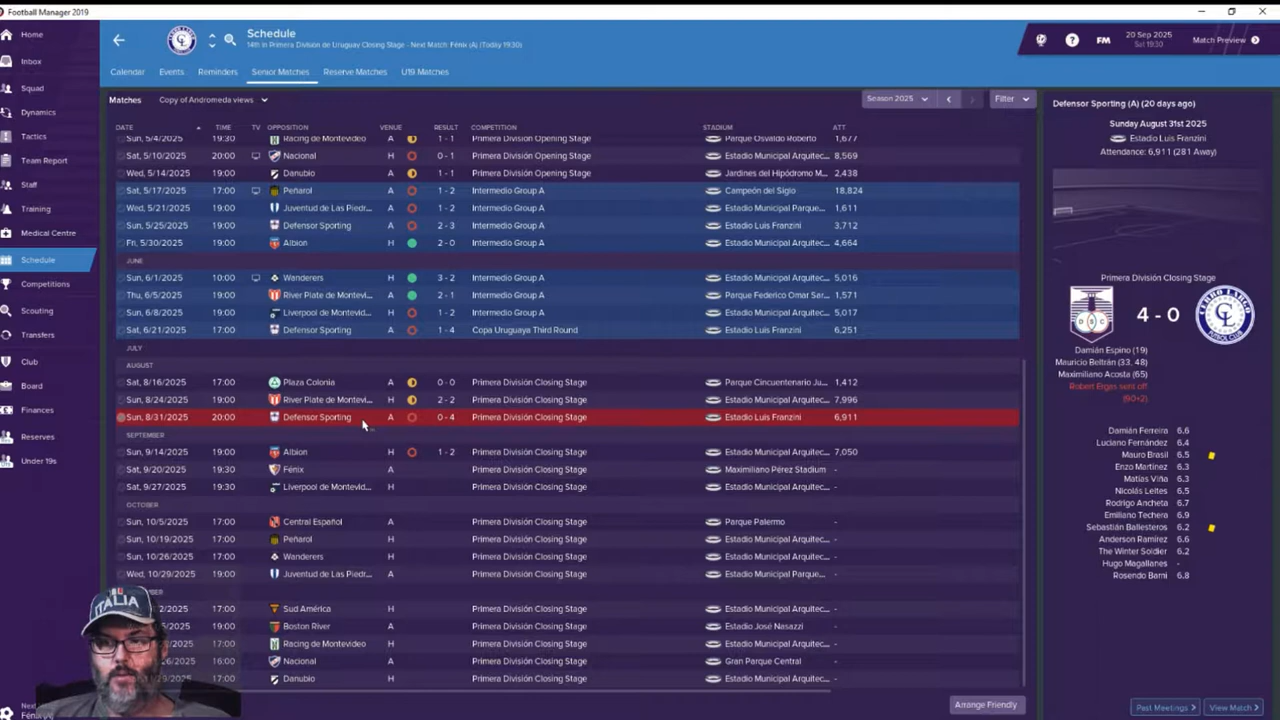 Football Manager 2019
Home
Inbox
Squad
Dynamics
Tactics
Team Report
Staff
Training
Medical Centre
Schedule
Competitions
Scouting
Transfers
Club
Board
Finances
Reserves
Under 19s
Schedule
14th in Primera División de Uruguay Closing Stage - Next Match: Fénix (A) (Today 19:30)
FM
20 Sep 2025
Sat 19:30
Match Preview
Calendar Events Reminders Senior Matches Reserve Matches U19 Matches
Matches Copy of Andromeda views Season 2025 Filter
DATE TIME TV OPPOSITION VENUE RESULT COMPETITION STADIUM ATT
Sun, 5/4/2025 19:30 Racing de Montevideo A 1 - 1 Primera División Opening Stage Parque Osvaldo Roberto 1,677
Sat, 5/10/2025 20:00 Nacional H 0 - 1 Primera División Opening Stage Estadio Municipal Arquitec... 8,569
Wed, 5/14/2025 19:00 Danubio A 1 - 1 Primera División Opening Stage Jardines del Hipódromo M... 2,438
Sat, 5/17/2025 17:00 Peñarol A 1 - 2 Intermedio Group A Campeón del Siglo 18,824
Wed, 5/21/2025 19:00 Juventud de Las Piedr... A 1 - 2 Intermedio Group A Estadio Municipal Parque... 1,611
Sun, 5/25/2025 19:00 Defensor Sporting A 2 - 3 Intermedio Group A Estadio Luis Franzini 3,712
Fri, 5/30/2025 19:00 Albion H 2 - 0 Intermedio Group A Estadio Municipal Arquitec... 4,664
JUNE
Sun, 6/1/2025 10:00 Wanderers H 3 - 2 Intermedio Group A Estadio Municipal Arquitec... 5,016
Thu, 6/5/2025 19:00 River Plate de Montevi... A 2 - 1 Intermedio Group A Parque Federico Omar Sar... 1,571
Sun, 6/8/2025 19:00 Liverpool de Montevid... H 1 - 2 Intermedio Group A Estadio Municipal Arquitec... 5,017
Sat, 6/21/2025 17:00 Defensor Sporting A 1 - 4 Copa Uruguaya Third Round Estadio Luis Franzini 6,251
JULY
AUGUST
Sat, 8/16/2025 17:00 Plaza Colonia A 0 - 0 Primera División Closing Stage Parque Cincuentenario Ju... 1,412
Sun, 8/24/2025 19:00 River Plate de Montevi... H 2 - 2 Primera División Closing Stage Estadio Municipal Arquitec... 7,996
Sun, 8/31/2025 20:00 Defensor Sporting A 0 - 4 Primera División Closing Stage Estadio Luis Franzini 6,911
SEPTEMBER
Sun, 9/14/2025 19:00 Albion H 1 - 2 Primera División Closing Stage Estadio Municipal Arquitec... 7,050
Sat, 9/20/2025 19:30 Fénix A Primera División Closing Stage Maximiliano Pérez Stadium -
Sat, 9/27/2025 19:30 Liverpool de Montevid... H Primera División Closing Stage Estadio Municipal Arquitec... -
OCTOBER
Sun, 10/5/2025 17:00 Central Español A Primera División Closing Stage Parque Palermo -
Sun, 10/19/2025 17:00 Peñarol H Primera División Closing Stage Estadio Municipal Arquitec... -
Sun, 10/26/2025 17:00 Wanderers H Primera División Closing Stage Estadio Municipal Arquitec... -
Wed, 10/29/2025 19:00 Juventud de Las Piedr... A Primera División Closing Stage Estadio Municipal Parque... -
17:00 Sud América H Primera División Closing Stage Estadio Municipal Arquitec... -
19:00 Boston River A Primera División Closing Stage Estadio José Nasazzi -
17:00 Racing de Montevideo H Primera División Closing Stage Estadio Municipal Arquitec... -
16:00 Nacional A Primera División Closing Stage Gran Parque Central -
17:00 Danubio H Primera División Closing Stage Estadio Municipal Arquitec... -
Arrange Friendly
Defensor Sporting (A) (20 days ago)
Sunday August 31st 2025
Estadio Luis Franzini
Attendance: 6,911 (281 Away)
Primera División Closing Stage
4 - 0
Damián Espino (19)
Mauricio Beltrán (33, 48)
Maximiliano Acosta (65)
Robert Ergas sent off
(90+2)
Damián Ferreira 6.6
Luciano Fernández 6.4
Mauro Brasil 6.5
Enzo Martínez 6.3
Matías Viña 6.3
Nicolás Leites 6.5
Rodrigo Ancheta 6.7
Emiliano Techera 6.9
Sebastián Ballesteros 6.2
Anderson Ramírez 6.6
The Winter Soldier 6.2
Hugo Magallanes -
Rosendo Barni 6.8
Past Meetings View Match
ITALIA